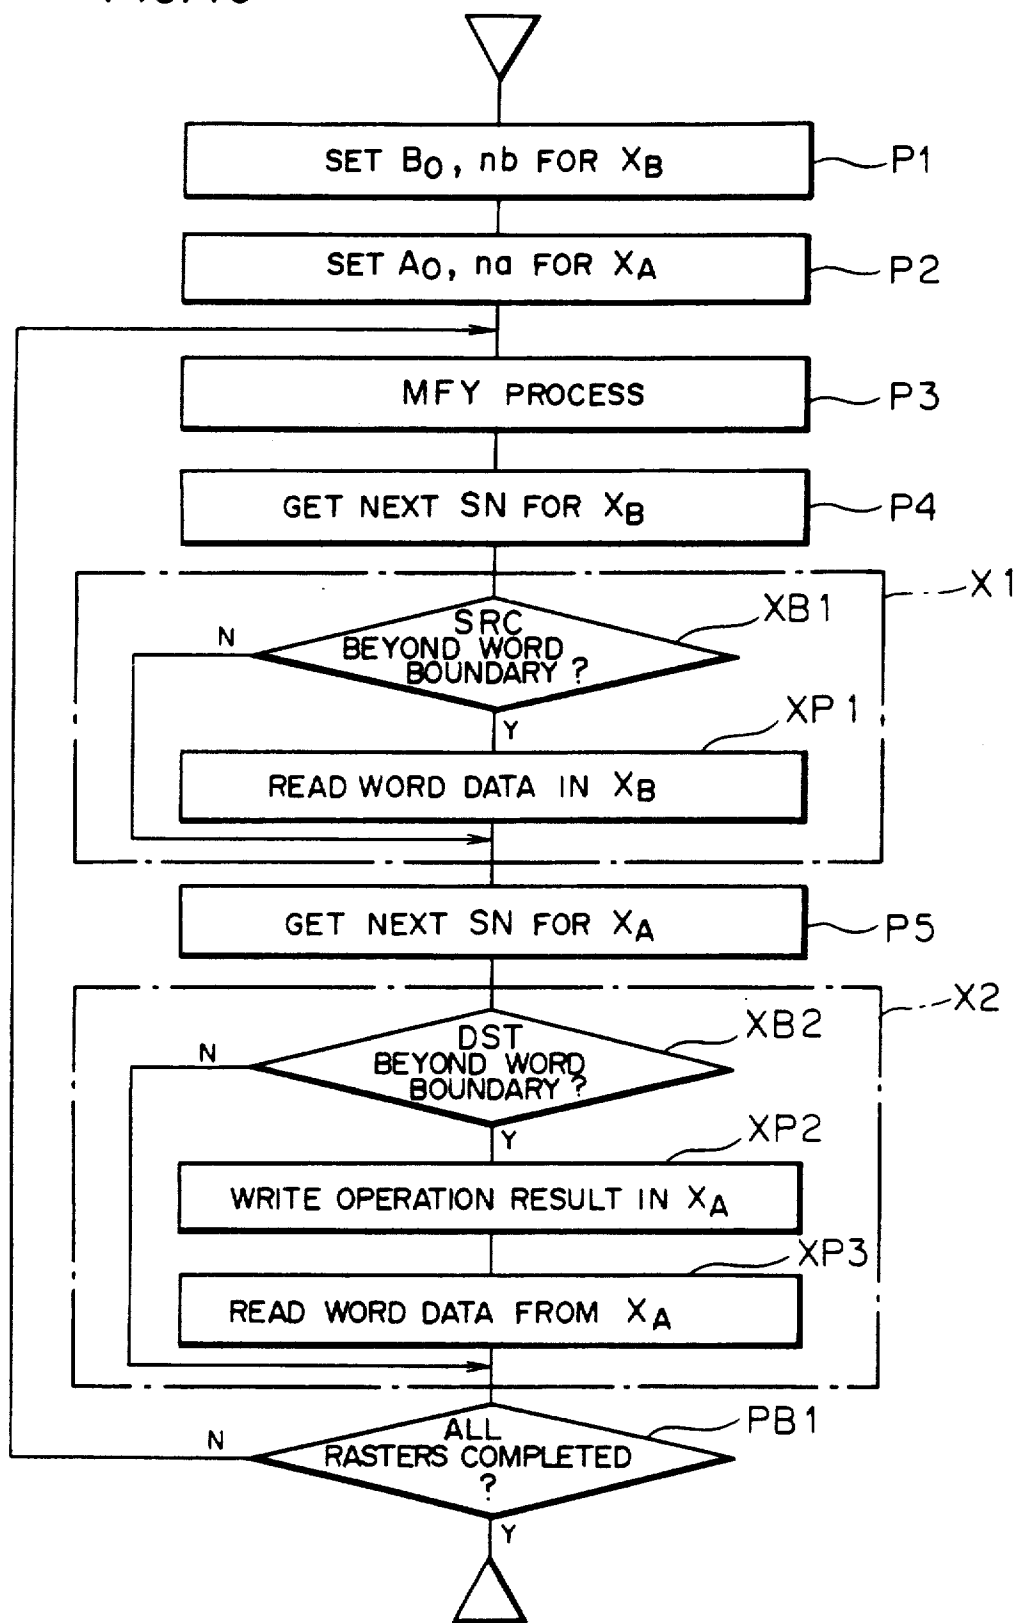 SET B0, nb FOR XB
P1
SET A0, na FOR XA
P2
MFY PROCESS
P3
GET NEXT SN FOR XB
P4
X1
XB1
N
SRC
BEYOND WORD
BOUNDARY ?
Y
XP1
READ WORD DATA IN XB
GET NEXT SN FOR XA
P5
X2
XB2
N
DST
BEYOND WORD
BOUNDARY ?
Y
XP2
WRITE OPERATION RESULT IN XA
XP3
READ WORD DATA FROM XA
PB1
N
ALL
RASTERS COMPLETED
?
Y